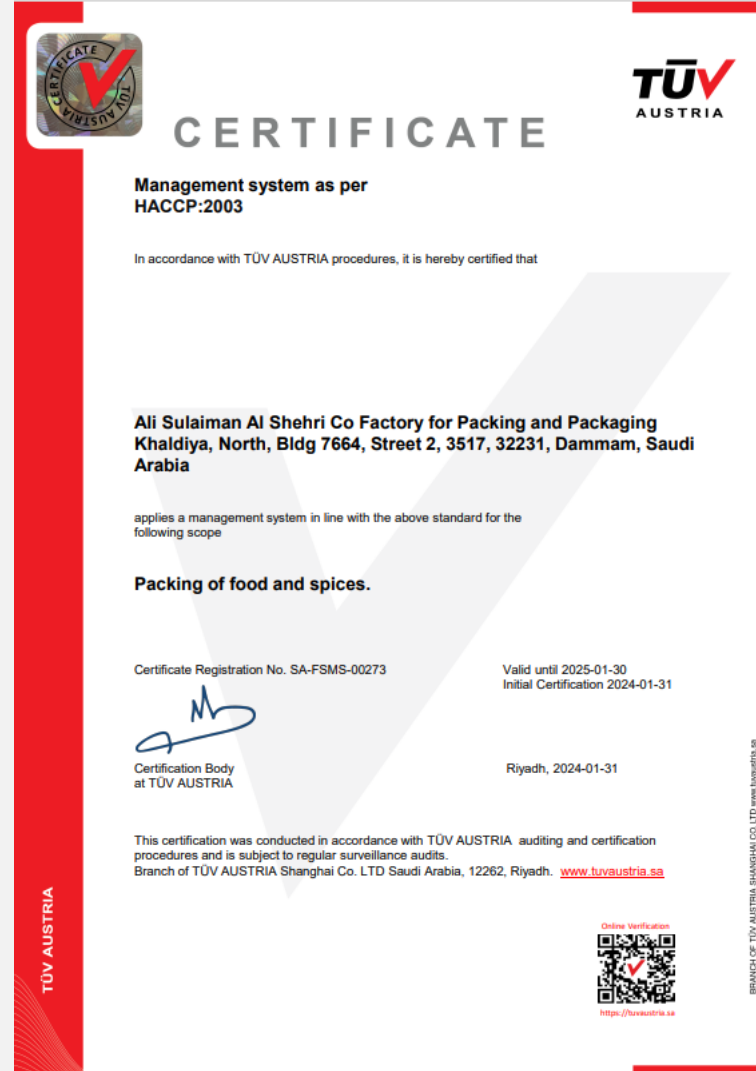 CERTIFICATE
TÜV AUSTRIA
TÜV
AUSTRIA
CERTIFICATE
Management system as per
HACCP:2003
In accordance with TÜV AUSTRIA procedures, it is hereby certified that
Ali Sulaiman Al Shehri Co Factory for Packing and Packaging
Khaldiya, North, Bldg 7664, Street 2, 3517, 32231, Dammam, Saudi
Arabia
applies a management system in line with the above standard for the
following scope
Packing of food and spices.
Certificate Registration No. SA-FSMS-00273
Valid until 2025-01-30
Initial Certification 2024-01-31
Certification Body
at TÜV AUSTRIA
Riyadh, 2024-01-31
This certification was conducted in accordance with TÜV AUSTRIA auditing and certification
procedures and is subject to regular surveillance audits.
Branch of TÜV AUSTRIA Shanghai Co. LTD Saudi Arabia, 12262, Riyadh. www.tuvaustria.sa
TÜV AUSTRIA
BRANCH OF TÜV AUSTRIA SHANGHAI CO. LTD www.tuvaustria.sa
Online Verification
https://tuvaustria.sa